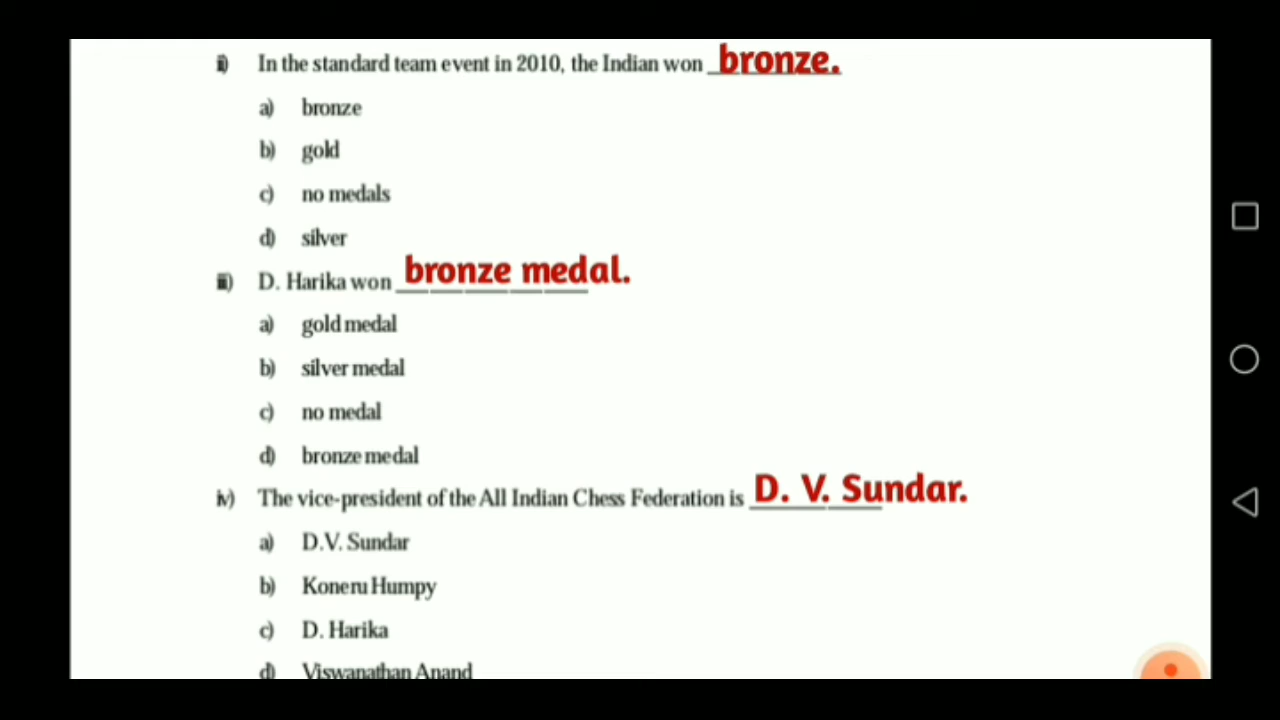 ii) In the standard team event in 2010, the Indian won bronze.
a) bronze
b) gold
c) no medals
d) silver
iii) D. Harika won bronze medal.
a) gold medal
b) silver medal
c) no medal
d) bronze medal
iv) The vice-president of the All Indian Chess Federation is D. V. Sundar.
a) D.V. Sundar
b) Koneru Humpy
c) D. Harika
d) Viswanathan Anand